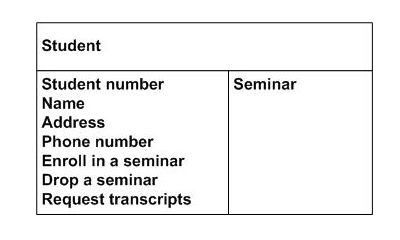 Student
Student number
Name
Address
Phone number
Enroll in a seminar
Drop a seminar
Request transcripts
Seminar